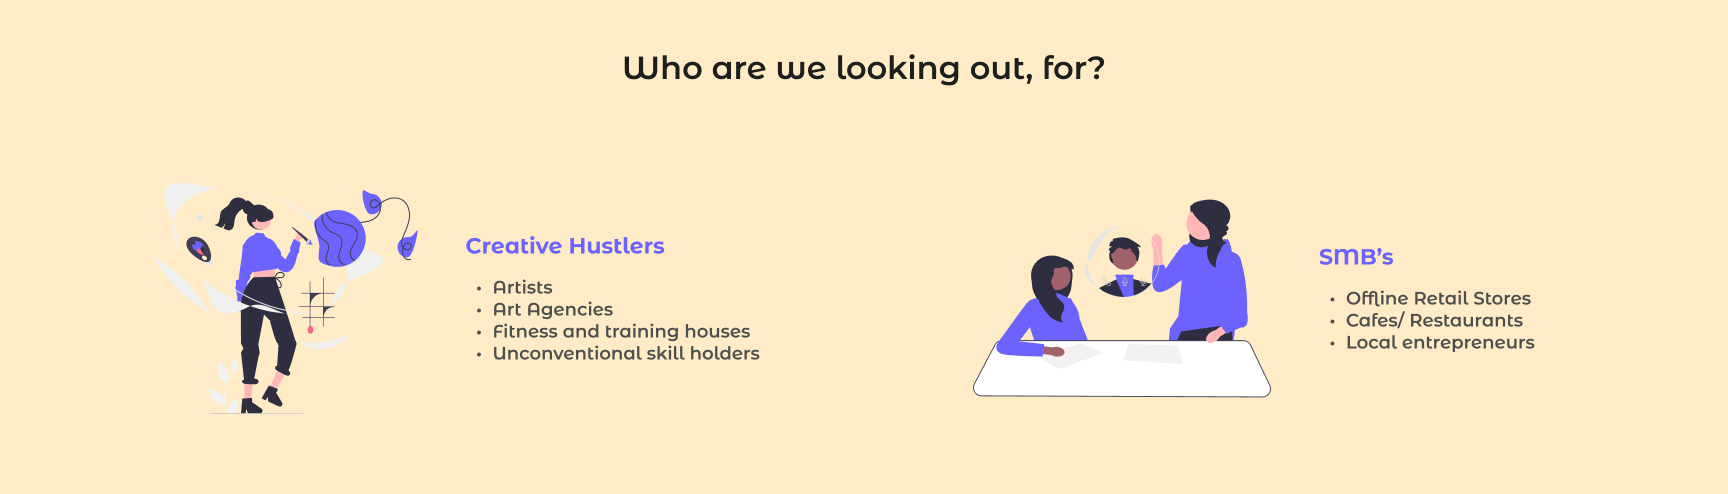 Who are we looking out, for?
Creative Hustlers
• Artists
• Art Agencies
• Fitness and training houses
• Unconventional skill holders
SMB's
• Offline Retail Stores
• Cafes/ Restaurants
• Local entrepreneurs